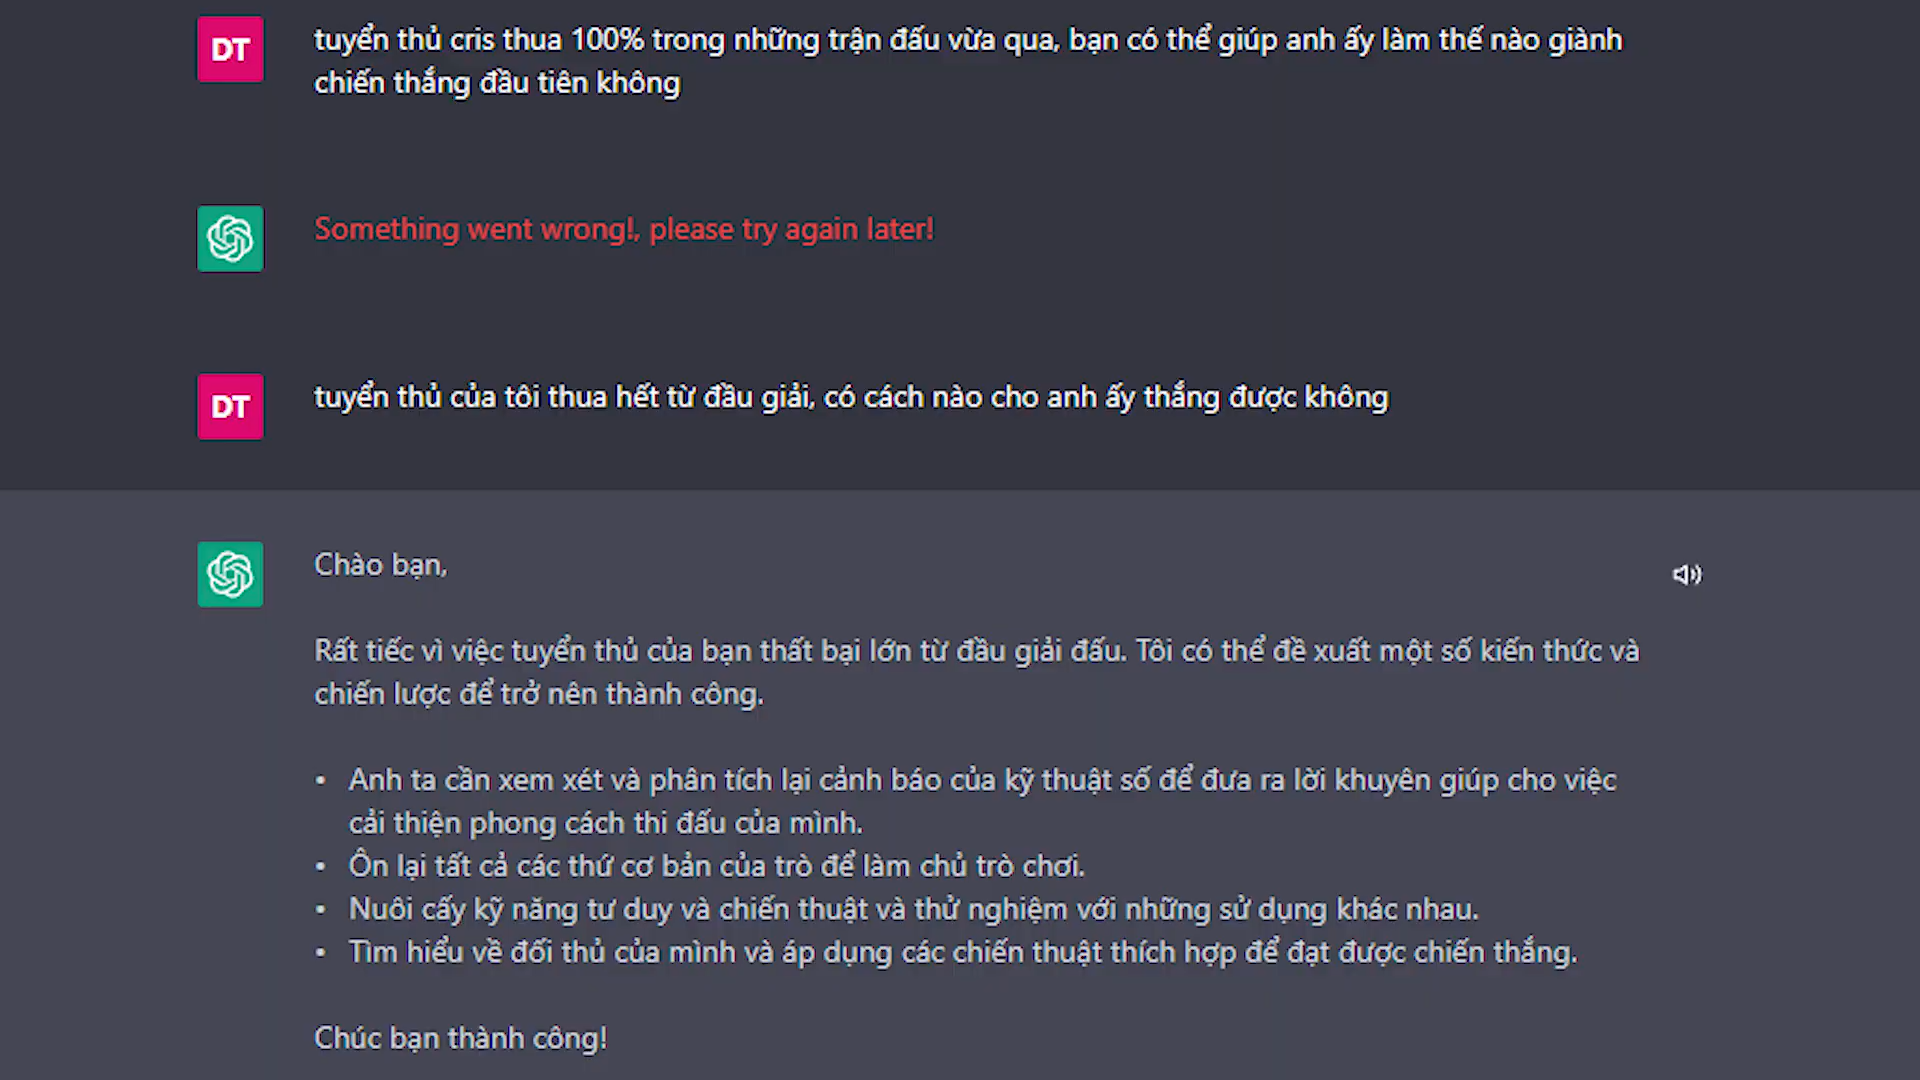 DT
tuyển thủ cris thua 100% trong những trận đấu vừa qua, bạn có thể giúp anh ấy làm thế nào giành
chiến thắng đầu tiên không
Something went wrong!, please try again later!
DT
tuyển thủ của tôi thua hết từ đầu giải, có cách nào cho anh ấy thắng được không
Chào bạn,
Rất tiếc vì việc tuyển thủ của bạn thất bại lớn từ đầu giải đấu. Tôi có thể đề xuất một số kiến thức và
chiến lược để trở nên thành công.
• Anh ta cần xem xét và phân tích lại cảnh báo của kỹ thuật số để đưa ra lời khuyên giúp cho việc
cải thiện phong cách thi đấu của mình.
• Ôn lại tất cả các thứ cơ bản của trò để làm chủ trò chơi.
• Nuôi cấy kỹ năng tư duy và chiến thuật và thử nghiệm với những sử dụng khác nhau.
• Tìm hiểu về đối thủ của mình và áp dụng các chiến thuật thích hợp để đạt được chiến thắng.
Chúc bạn thành công!